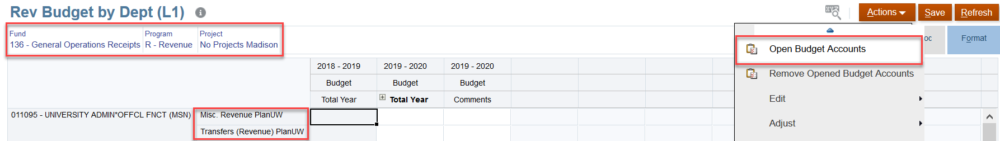 Rev Budget by Dept (L1)
Actions Save Refresh
Fund Program Project
136 - General Operations Receipts R - Revenue No Projects Madison
oc Format
Open Budget Accounts
Remove Opened Budget Accounts
Edit
Adjust
2018 - 2019 2019 - 2020 2019 - 2020
Budget Budget Budget
Total Year Total Year Comments
011095 - UNIVERSITY ADMIN*OFFCL FNCT (MSN) Misc. Revenue PlanUW
Transfers (Revenue) PlanUW